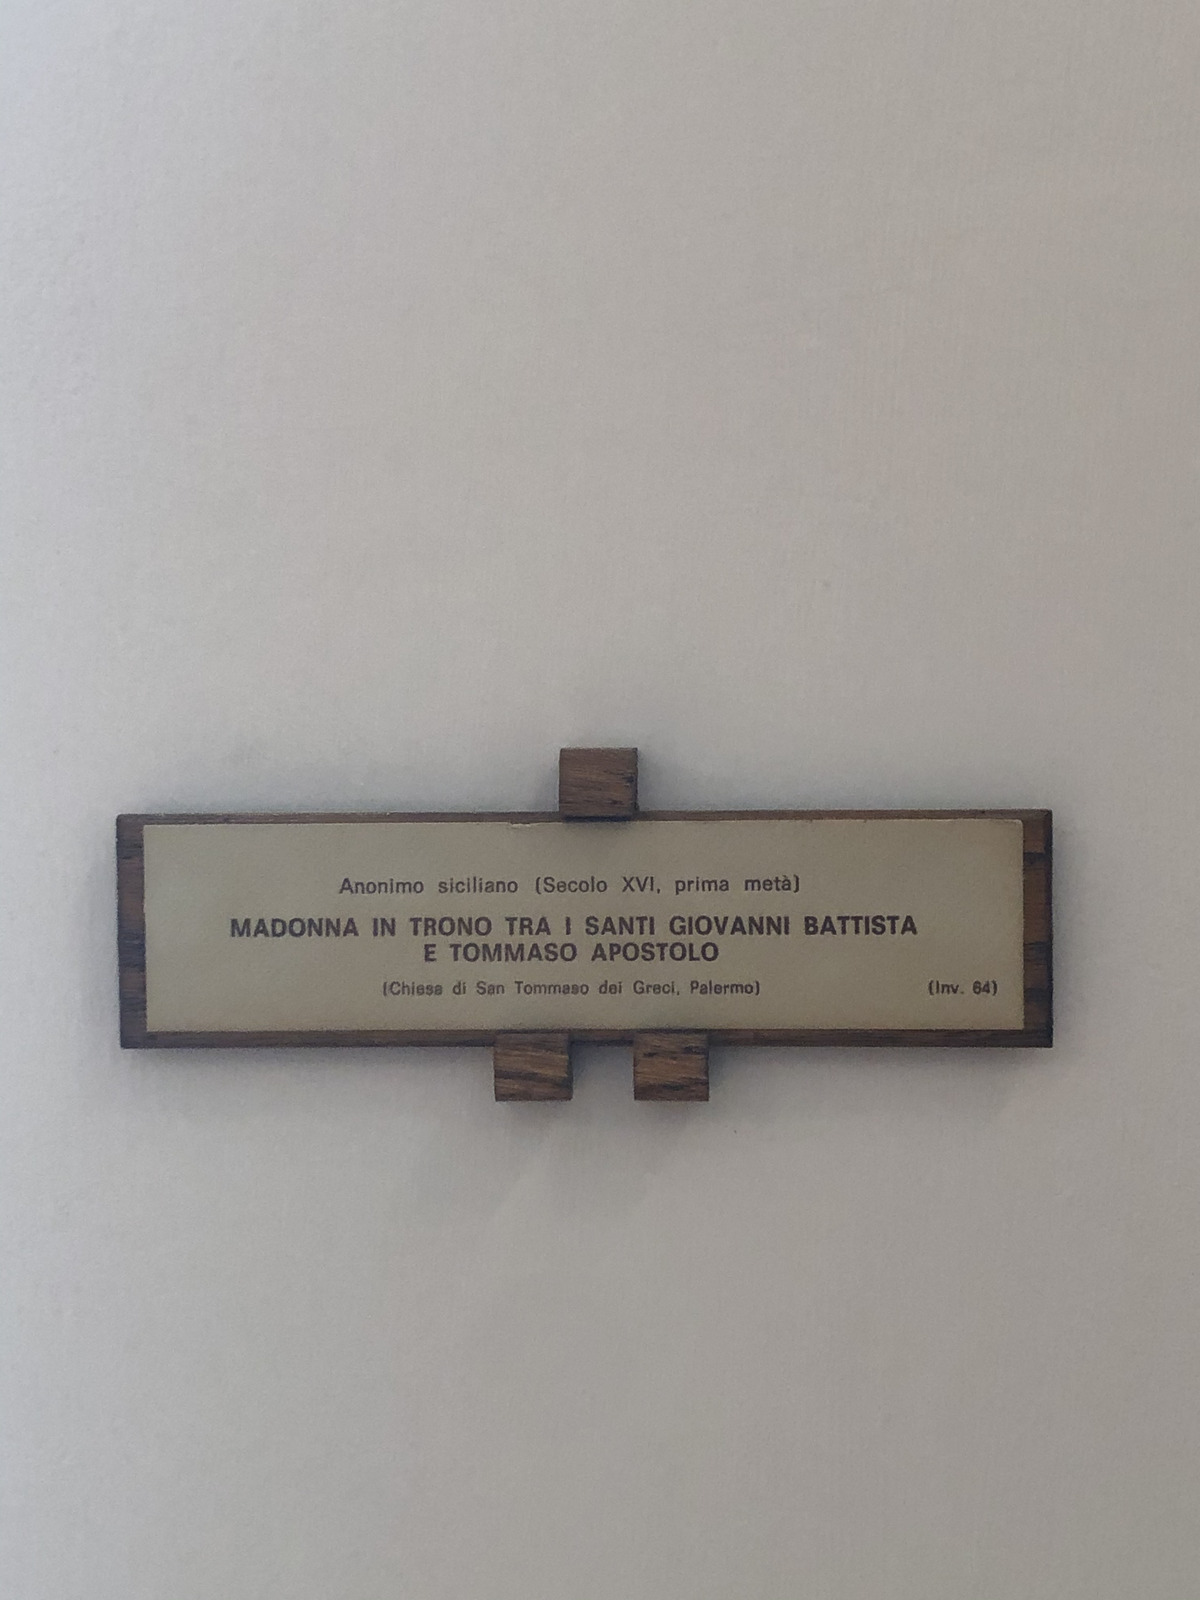 Anonimo siciliano (Secolo XVI, prima metà)
MADONNA IN TRONO TRA I SANTI GIOVANNI BATTISTA
E TOMMASO APOSTOLO
(Chiesa di San Tommaso dei Greci, Palermo)
(Inv. 64)